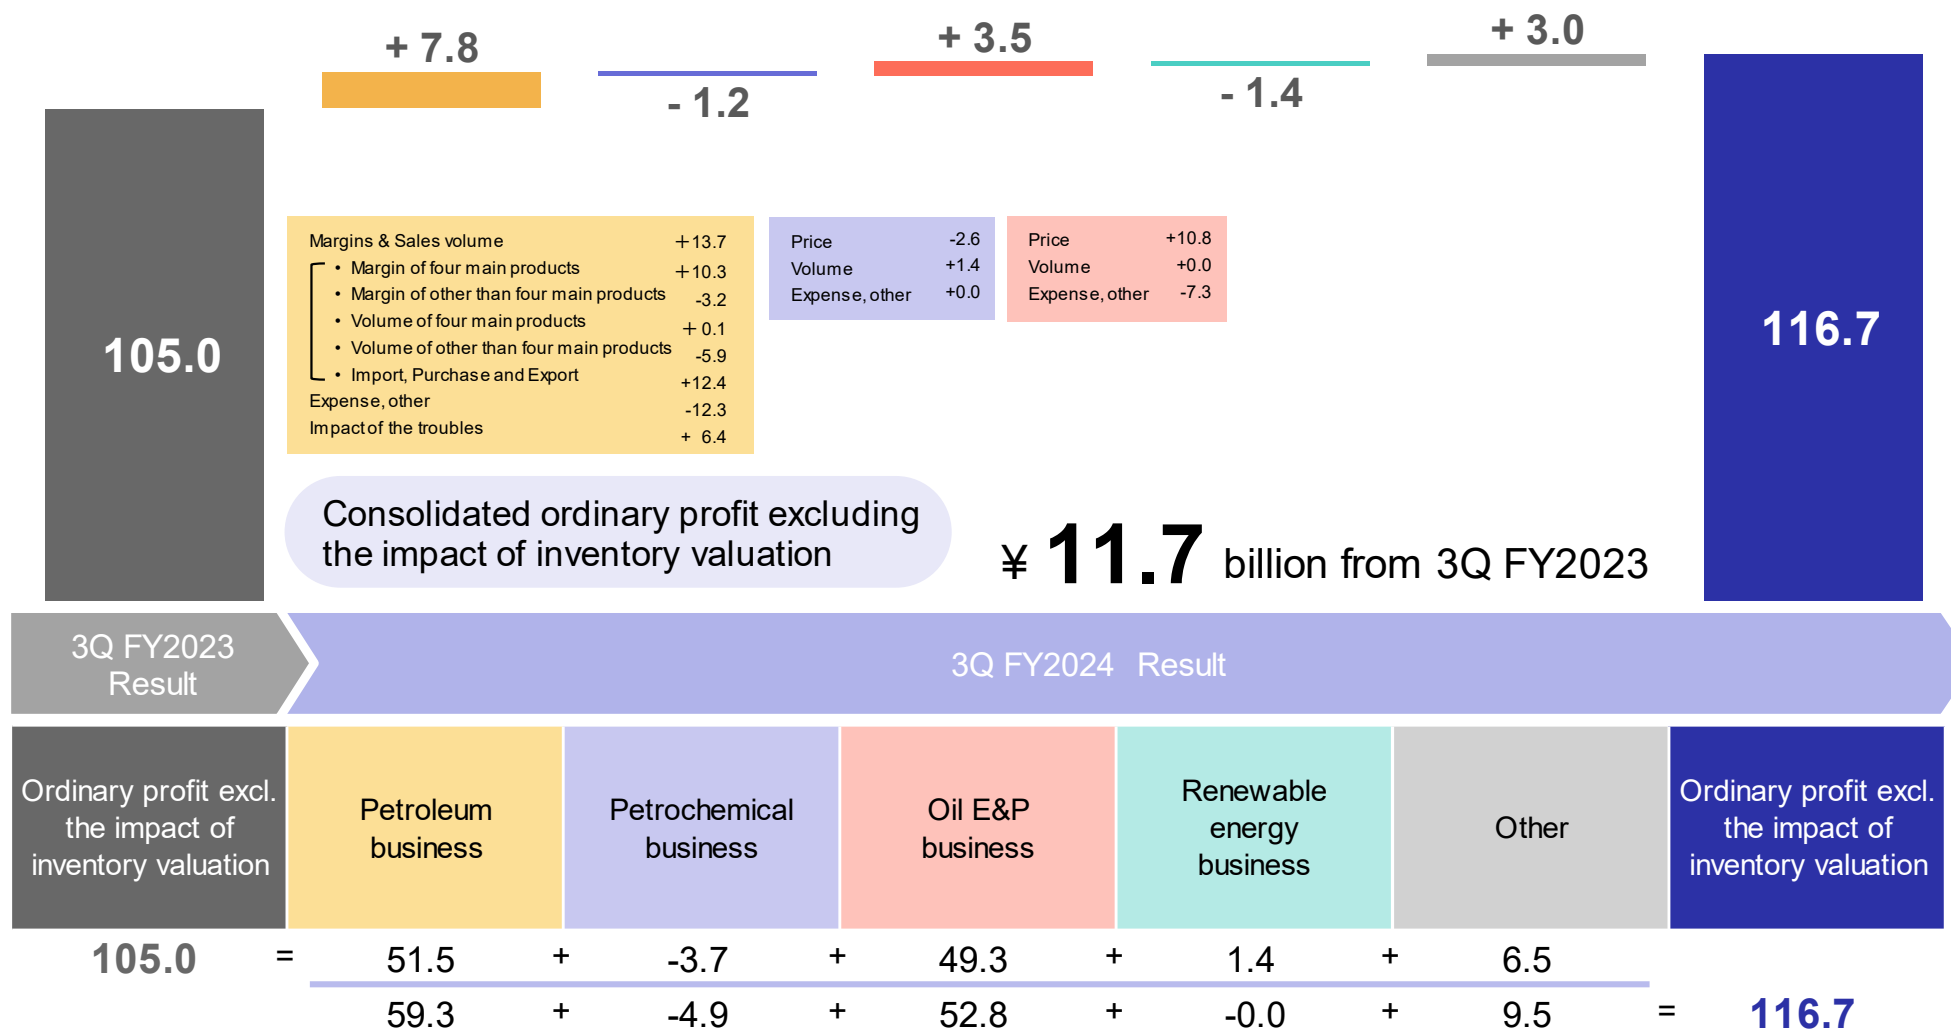 + 7.8
- 1.2
+ 3.5
- 1.4
+ 3.0
105.0
116.7
Margins & Sales volume +13.7
• Margin of four main products +10.3
• Margin of other than four main products -3.2
• Volume of four main products + 0.1
• Volume of other than four main products -5.9
• Import, Purchase and Export +12.4
Expense, other -12.3
Impact of the troubles + 6.4
Price -2.6
Volume +1.4
Expense, other +0.0
Price +10.8
Volume +0.0
Expense, other -7.3
Consolidated ordinary profit excluding
the impact of inventory valuation
¥ 11.7 billion from 3Q FY2023
3Q FY2023
Result
3Q FY2024 Result
Ordinary profit excl.
the impact of
inventory valuation
Petroleum
business
Petrochemical
business
Oil E&P
business
Renewable
energy
business
Other
Ordinary profit excl.
the impact of
inventory valuation
105.0 = 51.5 + -3.7 + 49.3 + 1.4 + 6.5
59.3 + -4.9 + 52.8 + -0.0 + 9.5 = 116.7